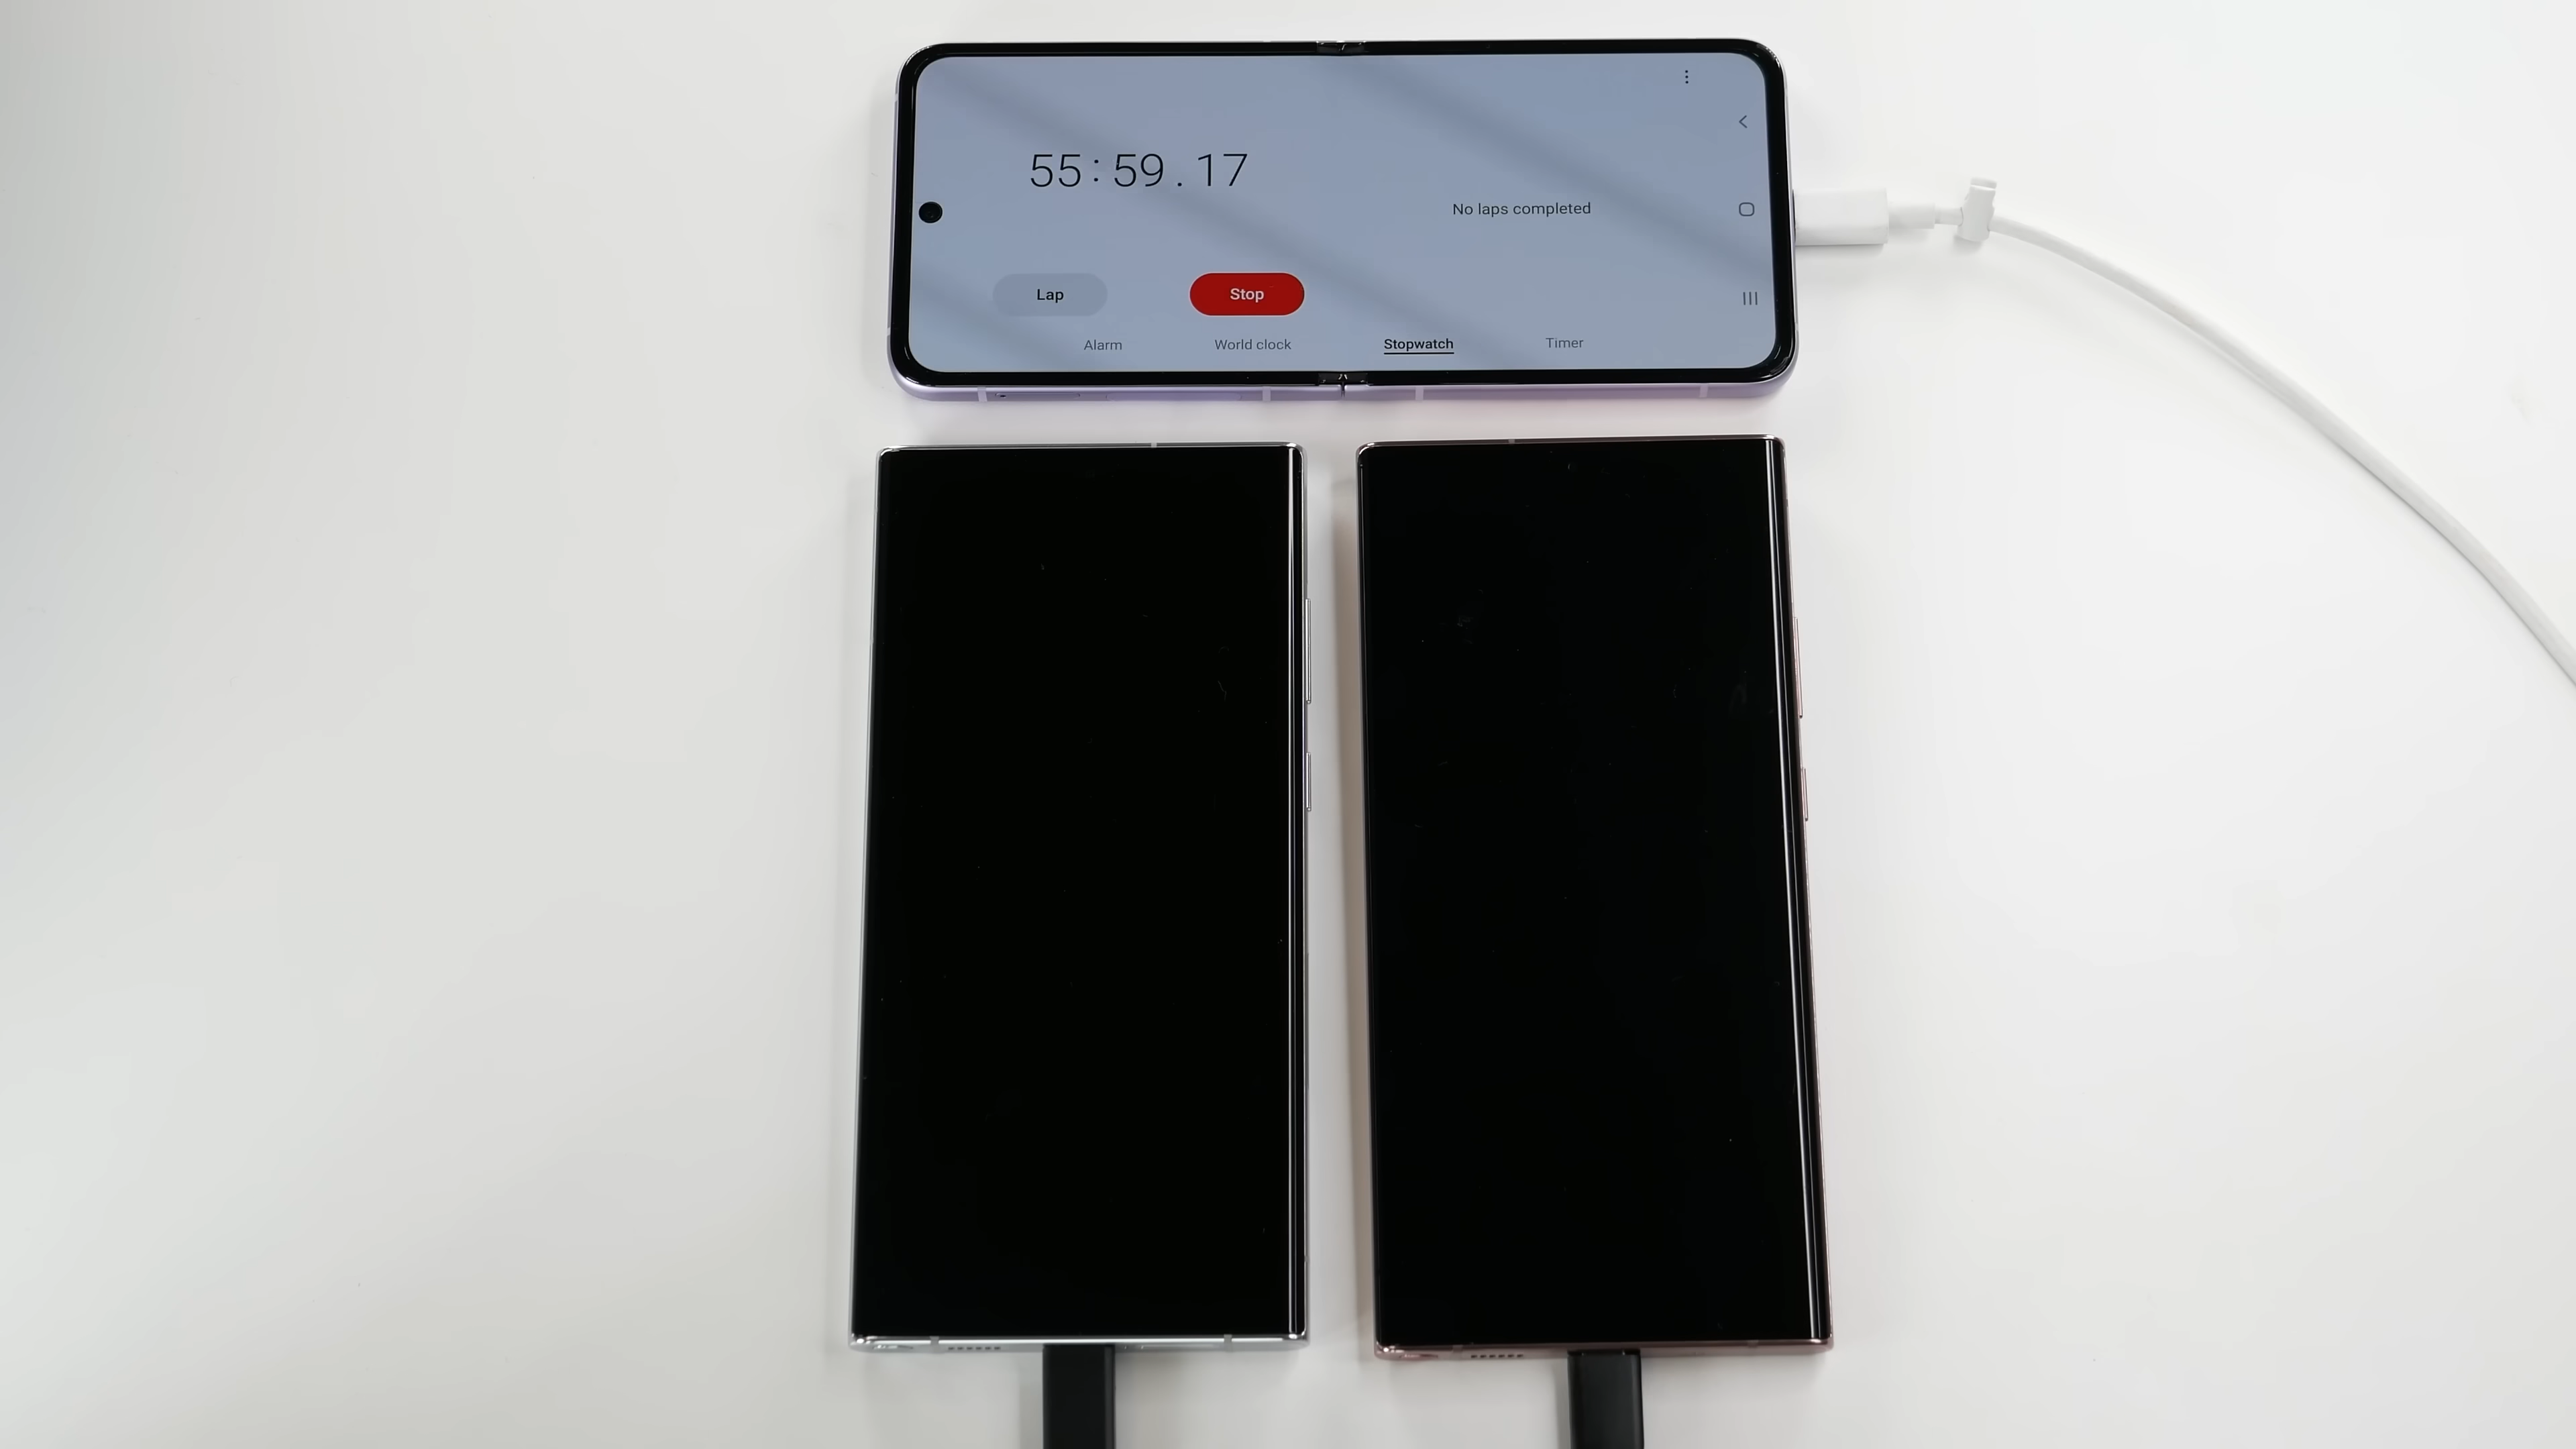 55:59.17
No laps completed
Lap
Stop
Alarm
World clock
Stopwatch
Timer